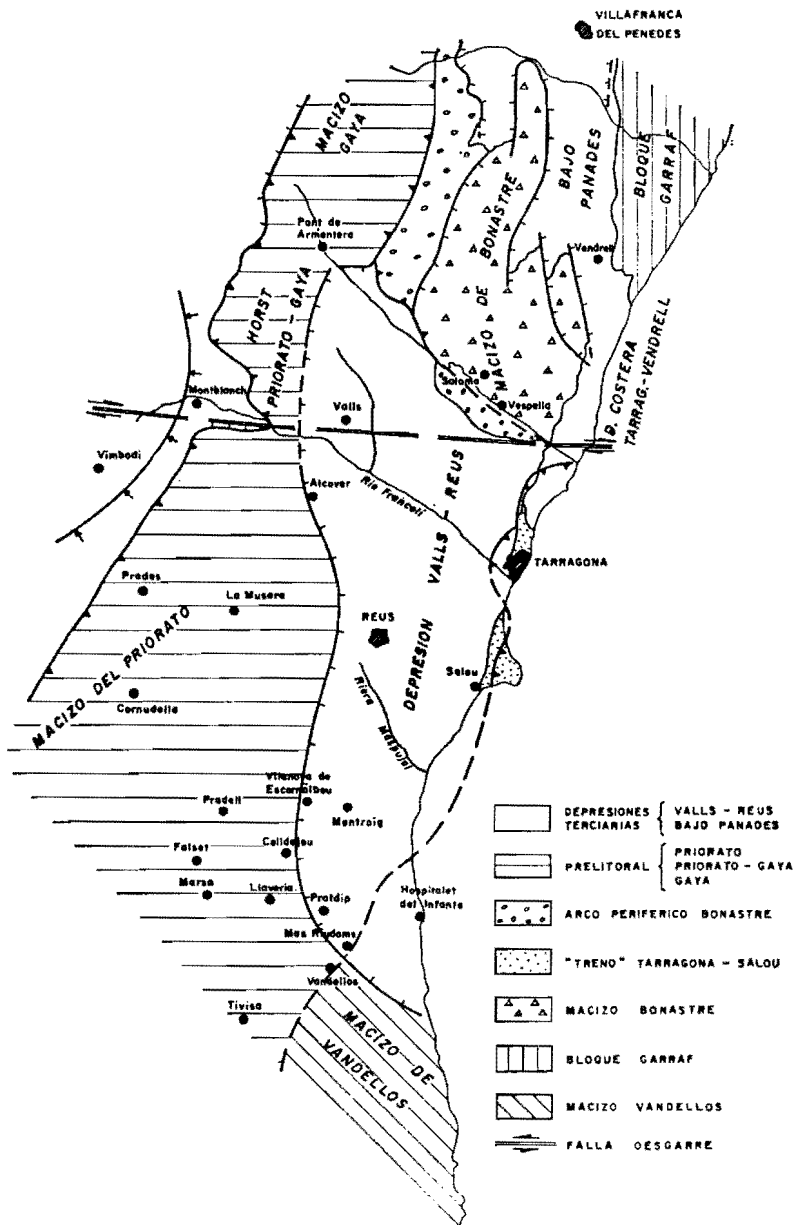 VILLAFRANCA
DEL PENEDES
MACIZO
GAYA
BAJO
PANADES
BLOQUE
GARRAF
Pont de
Armentera
MACIZO DE BONASTRE
Vendrell
HORST
PRIORATO - GAYA
Salomo
Vespella
B. COSTERA
TARRAG.-VENDRELL
Montblanch
Valls
Vimbodi
Alcover
Rio Francoli
DEPRESION VALLS - REUS
TARRAGONA
Prades
La Musara
REUS
MACIZO DEL PRIORATO
Cornudella
Salou
Riera Maspujol
Vilanova de
Escornalbou
Pradell
Montroig
Falset
Colldejou
Marsa
Llaveria
Pratdip
Hospitalet
del Infante
Mas Riudoms
Vandellos
Tivisa
MACIZO DE
VANDELLOS
DEPRESIONES TERCIARIAS { VALLS - REUS
BAJO PANADES
PRELITORAL { PRIORATO
PRIORATO - GAYA
GAYA
ARCO PERIFERICO BONASTRE
"TRENO" TARRAGONA - SALOU
MACIZO BONASTRE
BLOQUE GARRAF
MACIZO VANDELLOS
FALLA DESGARRE